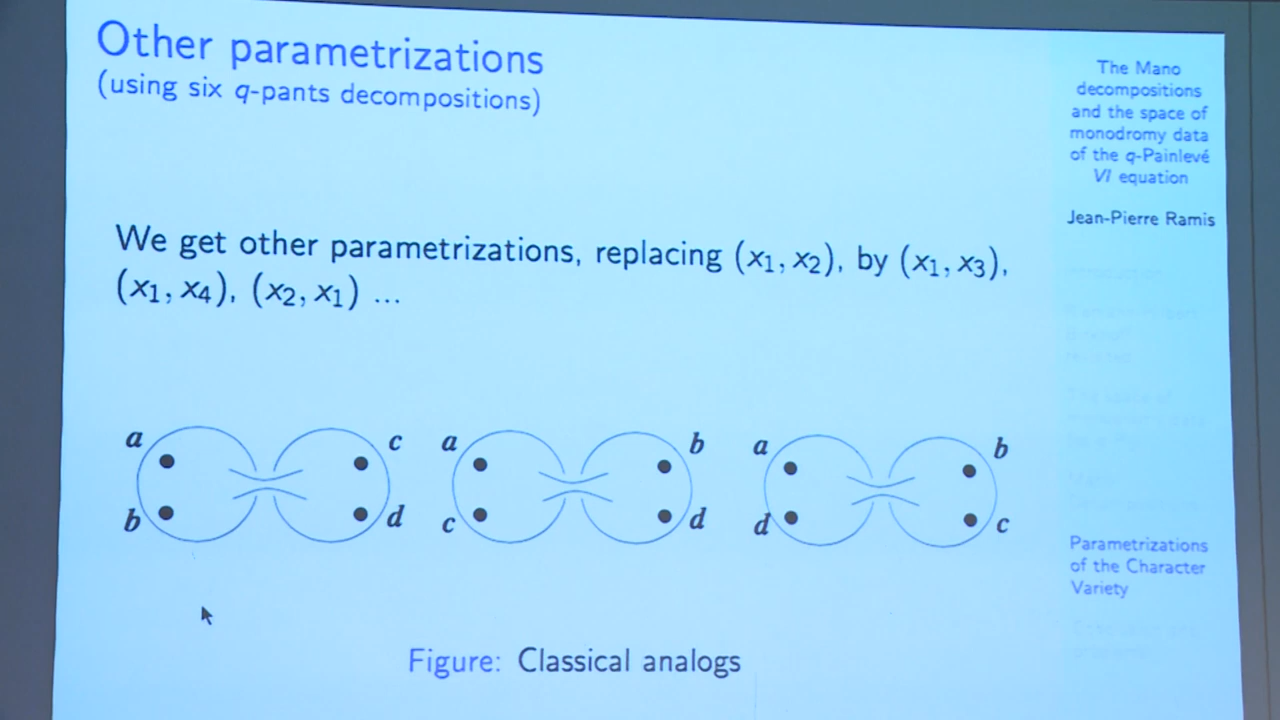 Other parametrizations
(using six q-pants decompositions)
We get other parametrizations, replacing (x₁, x₂), by (x₁, x₃),
(x₁, x₄), (x₂, x₁) ...
a c a b a b
b d c d d c
Figure: Classical analogs
The Mano
decompositions
and the space of
monodromy data
of the q-Painlevé
VI equation
Jean-Pierre Ramis
Parametrizations
of the Character
Variety